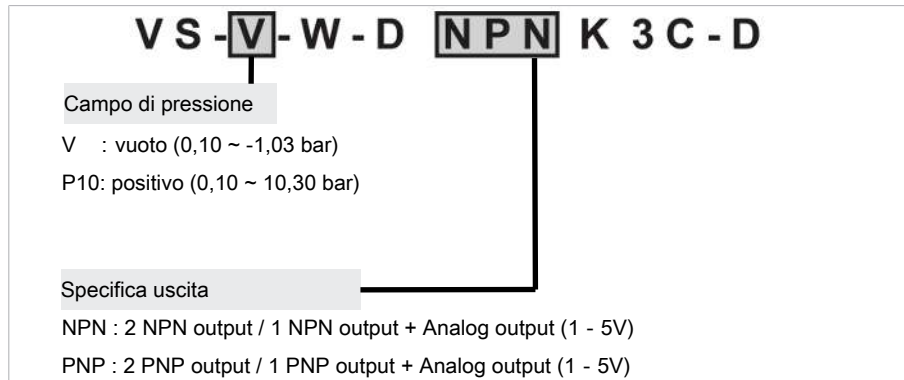 VS-V-W-D NPN K 3C-D
Campo di pressione
V : vuoto (0,10 ~ -1,03 bar)
P10: positivo (0,10 ~ 10,30 bar)
Specifica uscita
NPN : 2 NPN output / 1 NPN output + Analog output (1 - 5V)
PNP : 2 PNP output / 1 PNP output + Analog output (1 - 5V)